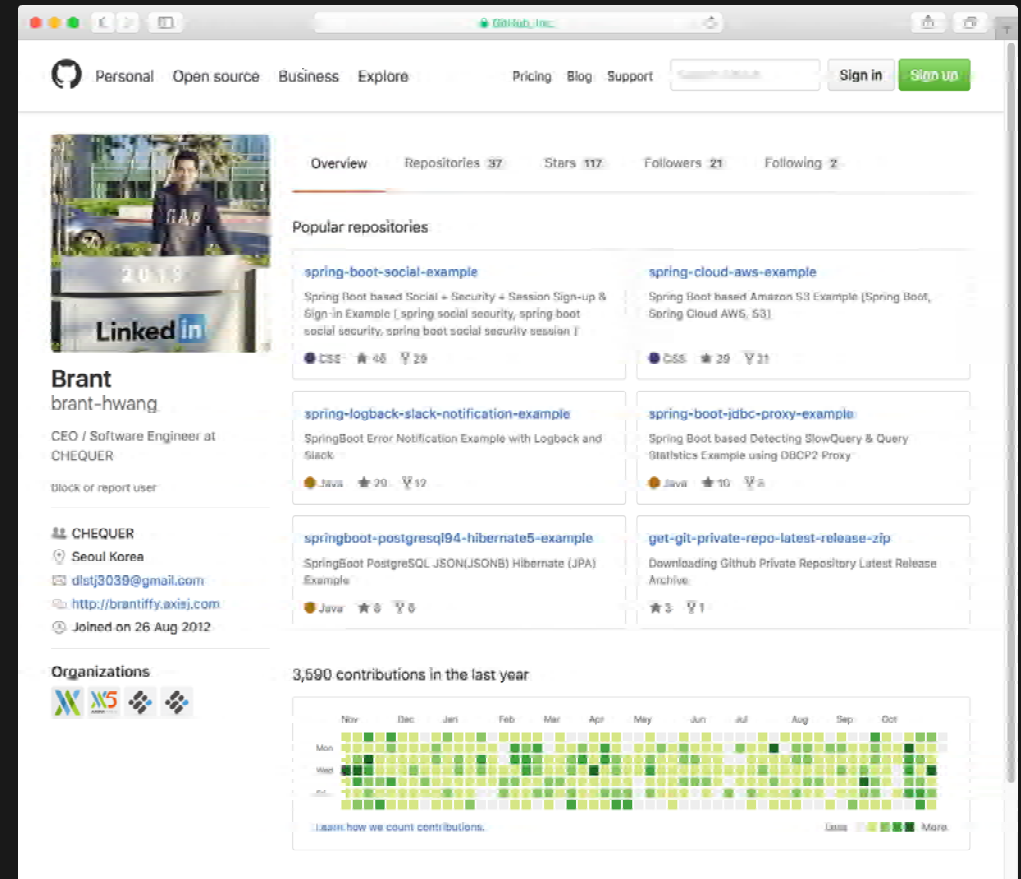 GitHub, Inc.
Personal Open source Business Explore Pricing Blog Support Sign in Sign up
Overview Repositories 37 Stars 117 Followers 21 Following 2
GAP
2019
Linked in
Brant
brant-hwang
CEO / Software Engineer at
CHEQUER
Block or report user
CHEQUER
Seoul Korea
dlstj3039@gmail.com
http://brantiffy.axisj.com
Joined on 26 Aug 2012
Organizations
Popular repositories
spring-boot-social-example
Spring Boot based Social + Security + Session Sign-up &
Sign-in Example ( spring social security, spring boot
social security, spring boot social security session )
CSS 46 29
spring-cloud-aws-example
Spring Boot based Amazon S3 Example (Spring Boot,
Spring Cloud AWS, S3)
CSS 29 31
spring-logback-slack-notification-example
SpringBoot Error Notification Example with Logback and
Slack
Java 20 12
spring-boot-jdbc-proxy-example
Spring Boot based Detecting SlowQuery & Query
Statistics Example using DBCP2 Proxy
Java 10
springboot-postgresql94-hibernate5-example
SpringBoot PostgreSQL JSON(JSONB) Hibernate (JPA)
Example
Java 8 6
get-git-private-repo-latest-release-zip
Downloading Github Private Repository Latest Release
Archive
3 1
3,590 contributions in the last year
Nov Dec Jan Feb Mar Apr May Jun Jul Aug Sep Oct
Mon
Wed
Learn how we count contributions.
Less More